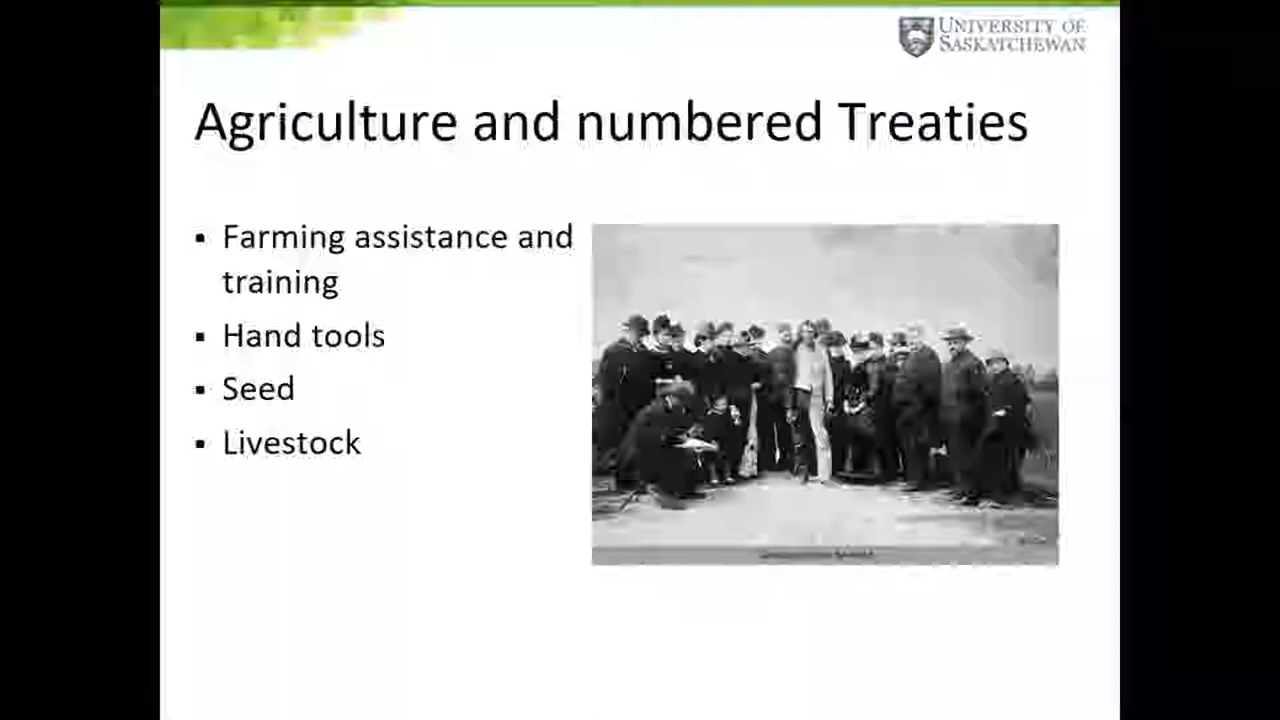 UNIVERSITY OF
SASKATCHEWAN
Agriculture and numbered Treaties
▪ Farming assistance and
training
▪ Hand tools
▪ Seed
▪ Livestock